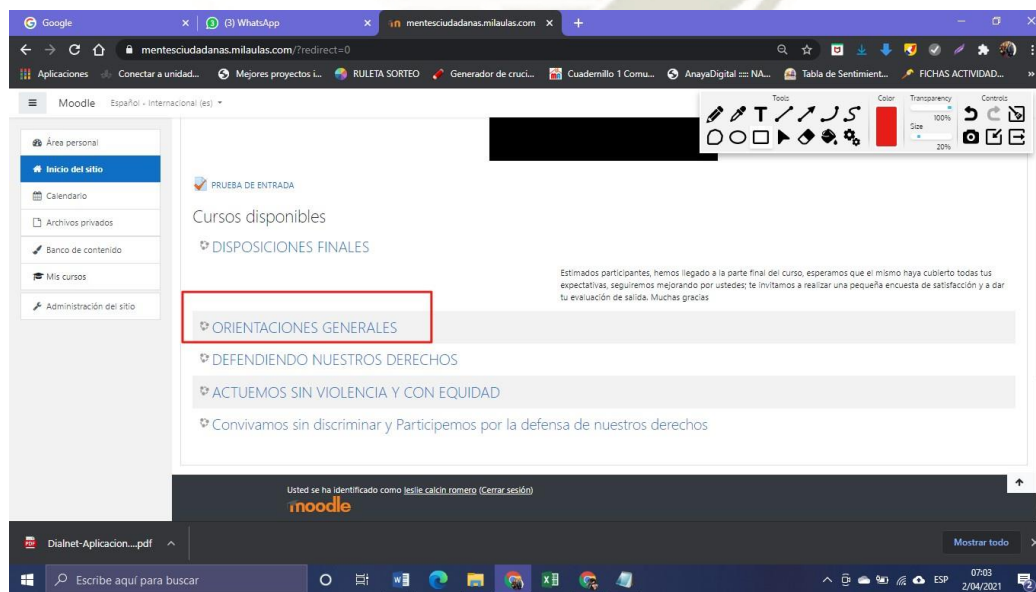 Google
(3) WhatsApp
mentesciudadanas.milaulas.com
mentesciudadanas.milaulas.com/?redirect=0
Aplicaciones
Conectar a unidad...
Mejores proyectos i...
RULETA SORTEO
Generador de cruci...
Cuadernillo 1 Comu...
AnayaDigital :::: NA...
Tabla de Sentimient...
FICHAS ACTIVIDAD...
»
Moodle
Español - Internacional (es)
Tools
Color
Transparency
100%
Size
20%
Controls
Área personal
Inicio del sitio
Calendario
Archivos privados
Banco de contenido
Mis cursos
Administración del sitio
PRUEBA DE ENTRADA
Cursos disponibles
DISPOSICIONES FINALES
Estimados participantes, hemos llegado a la parte final del curso, esperamos que el mismo haya cubierto todas tus
expectativas, seguiremos mejorando por ustedes; te invitamos a realizar una pequeña encuesta de satisfacción y a dar
tu evaluación de salida. Muchas gracias
ORIENTACIONES GENERALES
DEFENDIENDO NUESTROS DERECHOS
ACTUEMOS SIN VIOLENCIA Y CON EQUIDAD
Convivamos sin discriminar y Participemos por la defensa de nuestros derechos
Usted se ha identificado como leslie calcin romero (Cerrar sesión)
moodle
Dialnet-Aplicacion....pdf
Mostrar todo
Escribe aquí para buscar
ESP
07:03
2/04/2021